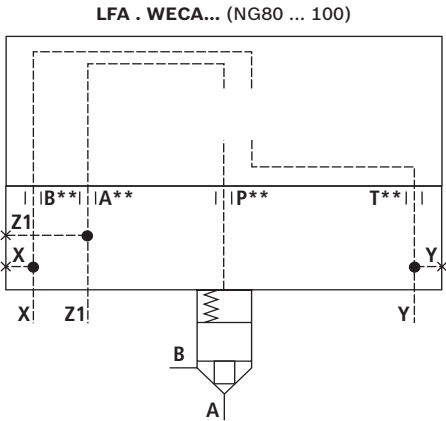 LFA . WECA... (NG80 ... 100)
B** A** P** T**
Z1
X Y
X Z1 Y
B
A